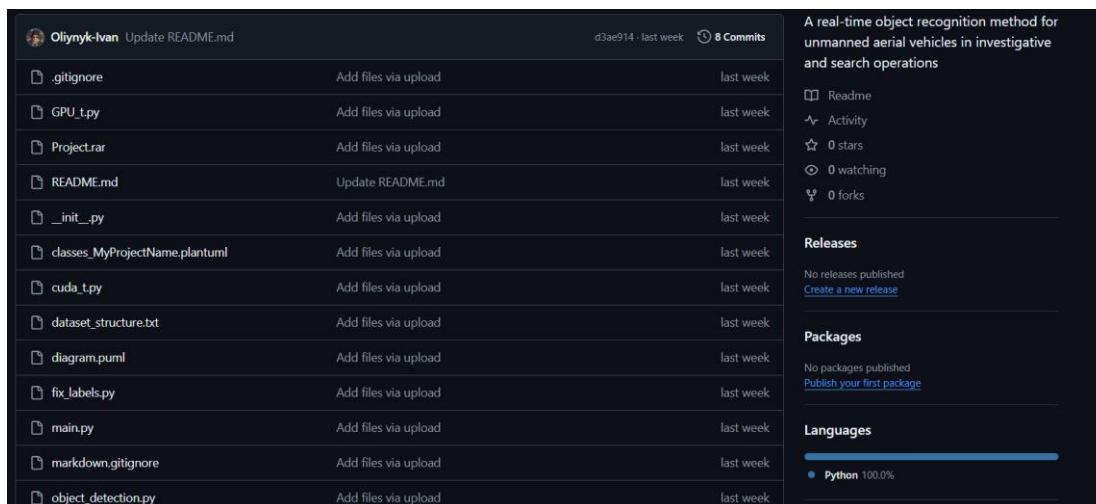 Oliynyk-Ivan Update README.md d3ae914 · last week 8 Commits
.gitignore Add files via upload last week
GPU_t.py Add files via upload last week
Project.rar Add files via upload last week
README.md Update README.md last week
__init__.py Add files via upload last week
classes_MyProjectName.plantuml Add files via upload last week
cuda_t.py Add files via upload last week
dataset_structure.txt Add files via upload last week
diagram.puml Add files via upload last week
fix_labels.py Add files via upload last week
main.py Add files via upload last week
markdown.gitignore Add files via upload last week
object_detection.py Add files via upload last week
A real-time object recognition method for
unmanned aerial vehicles in investigative
and search operations
Readme
Activity
0 stars
0 watching
0 forks
Releases
No releases published
Create a new release
Packages
No packages published
Publish your first package
Languages
Python 100.0%